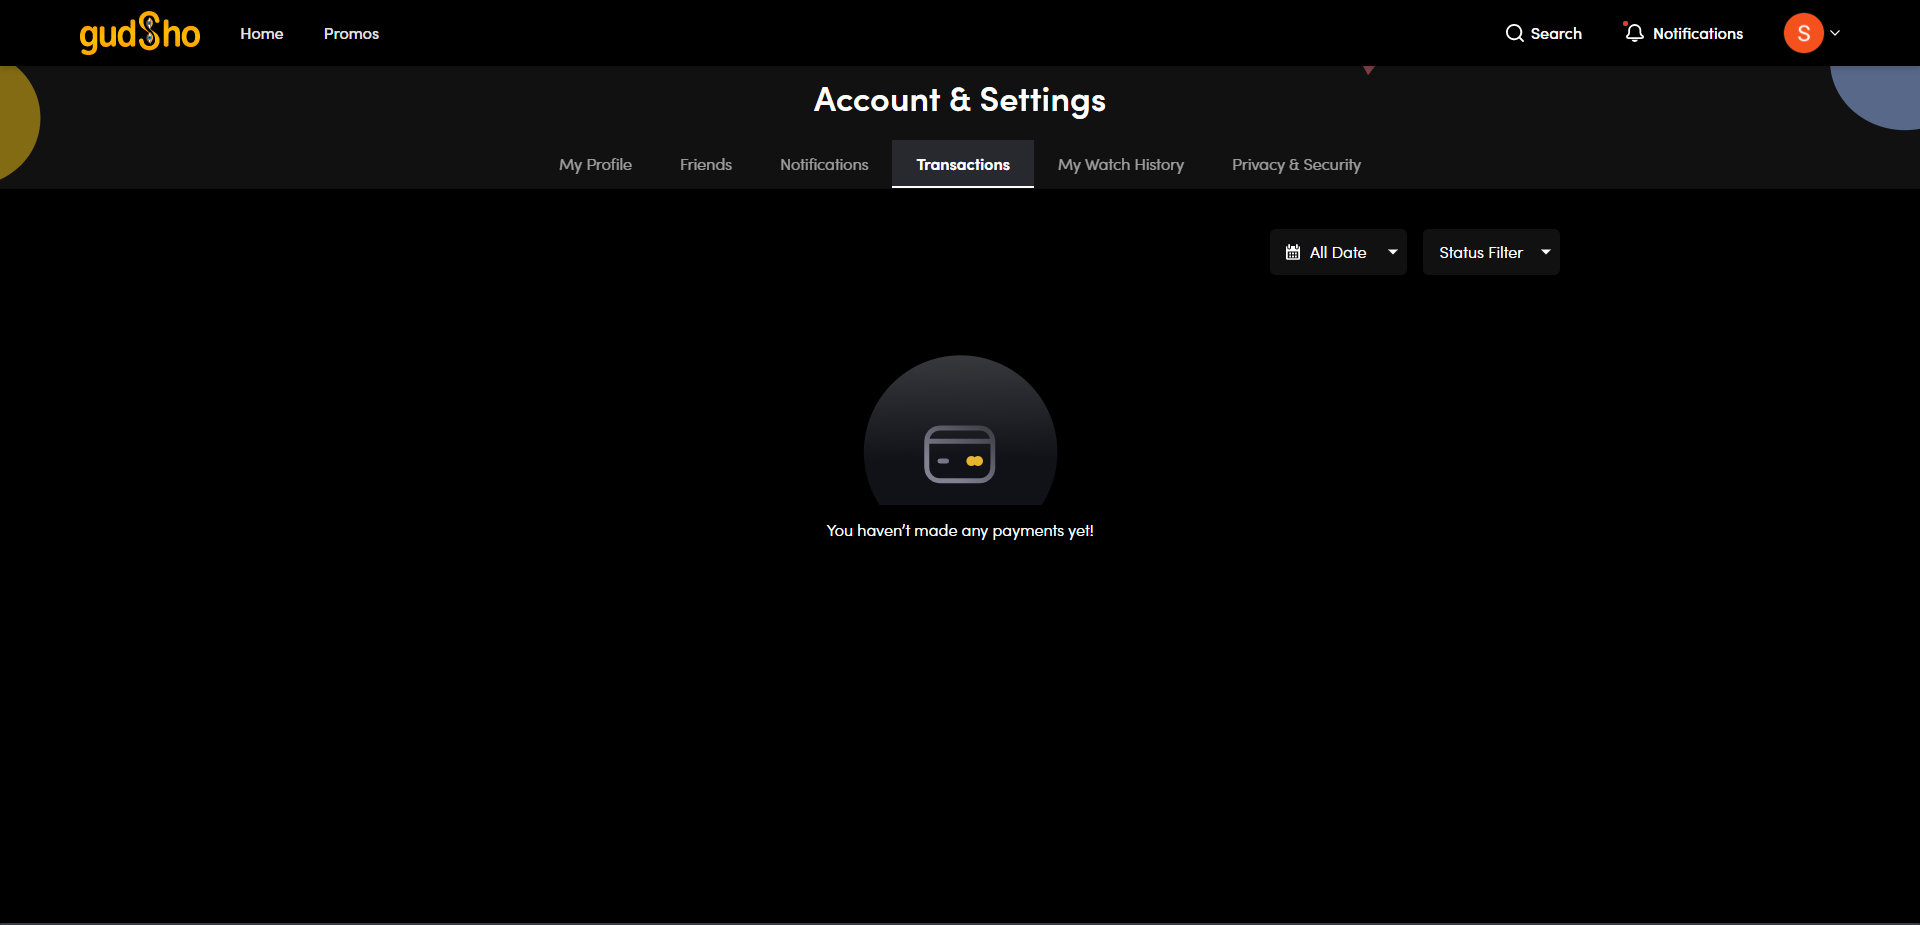 gudSho Home Promos Search Notifications S
Account & Settings
My Profile Friends Notifications Transactions My Watch History Privacy & Security
All Date Status Filter
You haven’t made any payments yet!